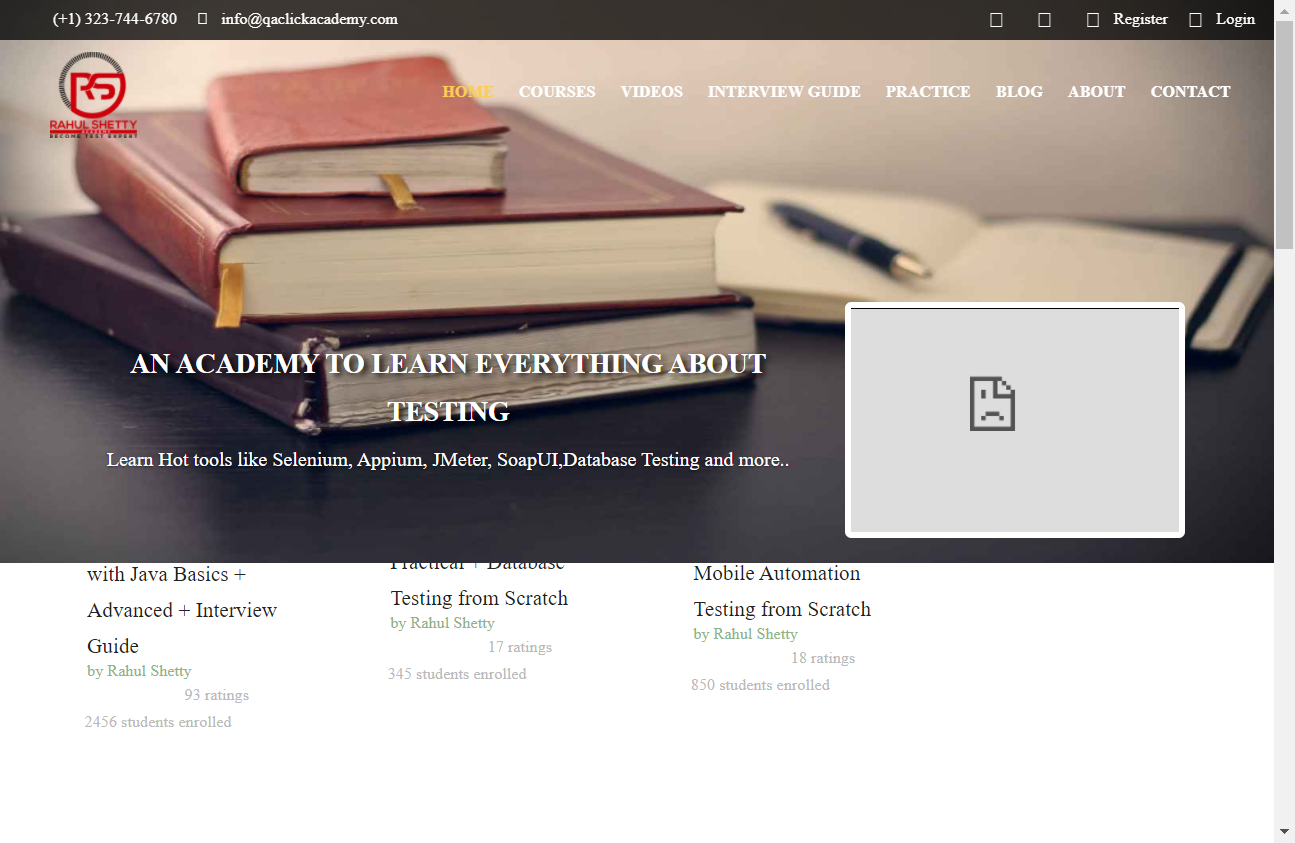 (+1) 323-744-6780 info@qaclickacademy.com Register Login
RAHUL SHETTY
ACADEMY
BECOME TEST EXPERT
HOME COURSES VIDEOS INTERVIEW GUIDE PRACTICE BLOG ABOUT CONTACT
AN ACADEMY TO LEARN EVERYTHING ABOUT
TESTING
Learn Hot tools like Selenium, Appium, JMeter, SoapUI,Database Testing and more..
with Java Basics +
Advanced + Interview
Guide
by Rahul Shetty
93 ratings
2456 students enrolled
Practical + Database
Testing from Scratch
by Rahul Shetty
17 ratings
345 students enrolled
Mobile Automation
Testing from Scratch
by Rahul Shetty
18 ratings
850 students enrolled